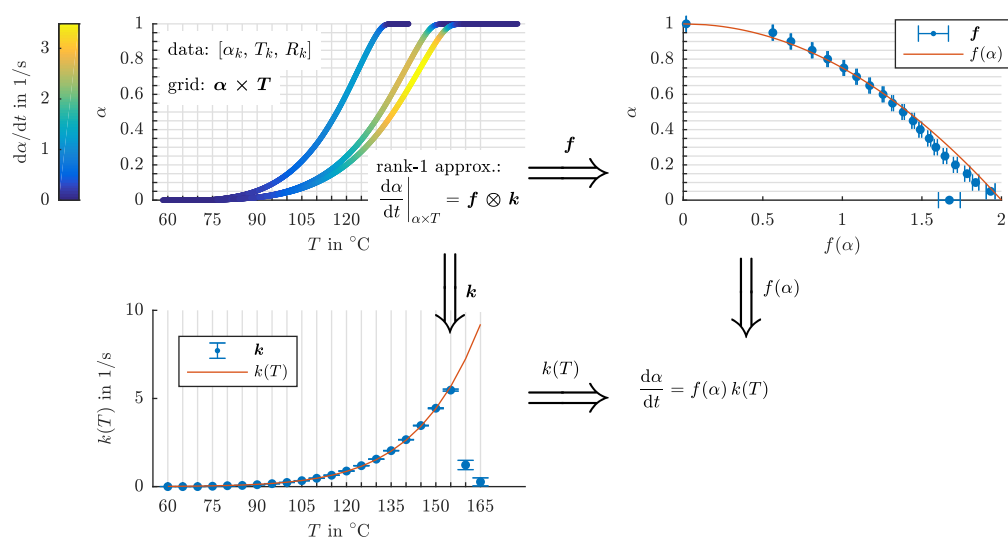 dα/dt in 1/s
3
2
1
0
α
1
0.8
0.6
0.4
0.2
0
data: [α_k, T_k, R_k]
grid: α × T
rank-1 approx.:
dα/dt|_{α×T} = f ⊗ k
60 75 90 105 120
T in °C
f
α
1
0.8
0.6
0.4
0.2
0
f
f(α)
0 0.5 1 1.5 2
f(α)
k
f(α)
k(T) in 1/s
10
5
0
k
k(T)
60 75 90 105 120 135 150 165
T in °C
k(T)
dα/dt = f(α) k(T)